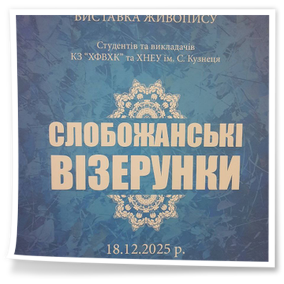 ВИСТАВКА ЖИВОПИСУ
Студентів та викладачів
КЗ "ХФВХК" та ХНЕУ ім. С. Кузнеця
СЛОБОЖАНСЬКІ
ВІЗЕРУНКИ
18.12.2025 р.